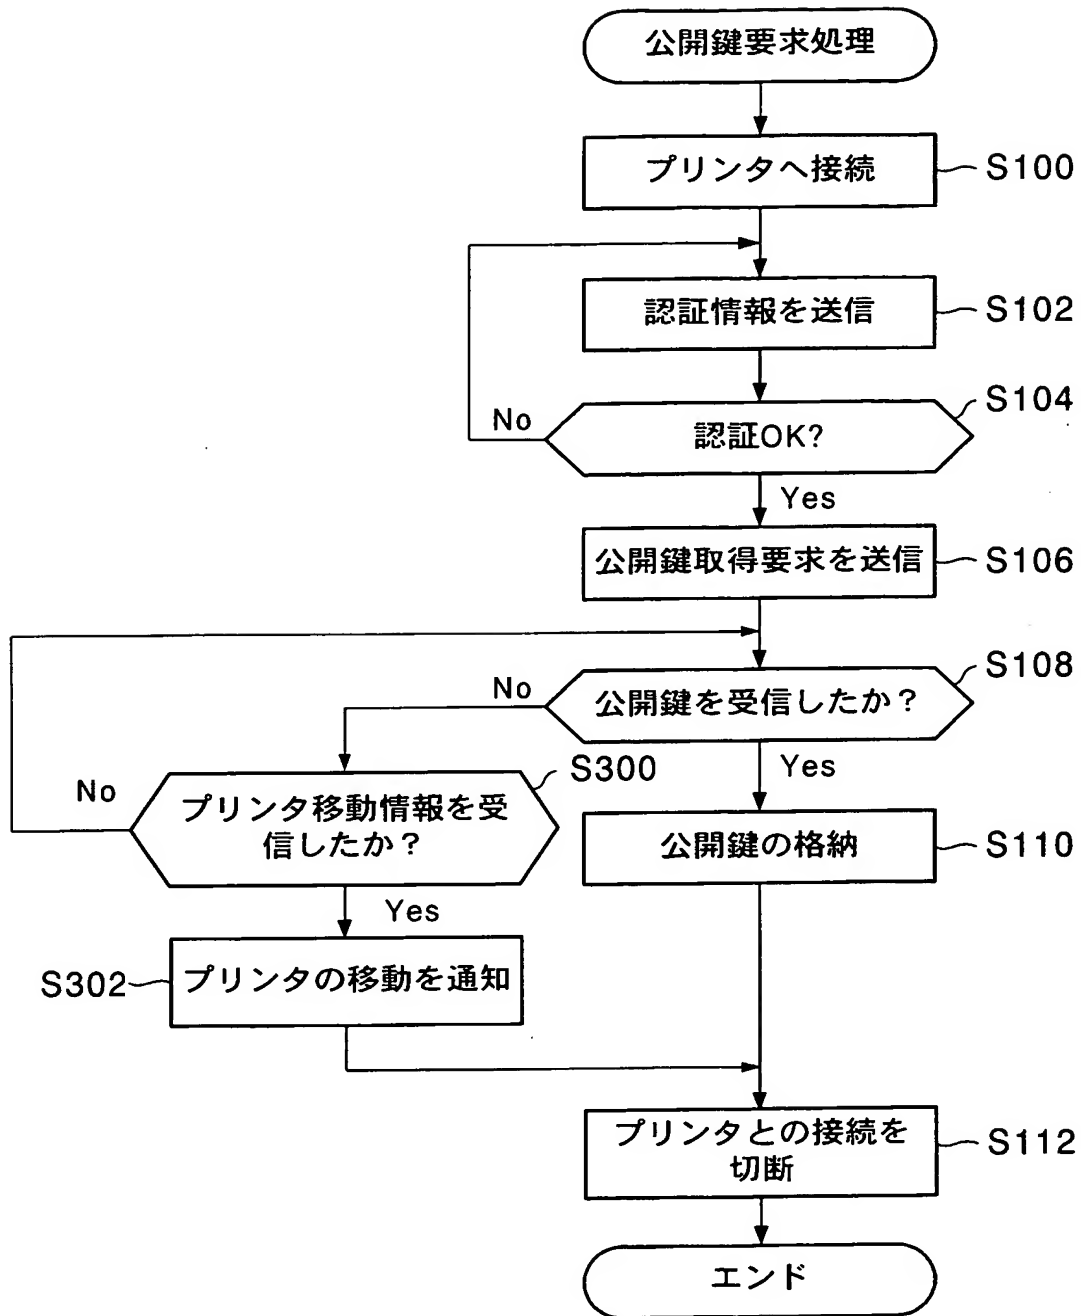 公開鍵要求処理
プリンタへ接続
S100
認証情報を送信
S102
S104
No
認証OK?
Yes
公開鍵取得要求を送信
S106
S108
No
公開鍵を受信したか？
Yes
S300
No
プリンタ移動情報を受
信したか？
公開鍵の格納
S110
Yes
S302
プリンタの移動を通知
プリンタとの接続を
切断
S112
エンド